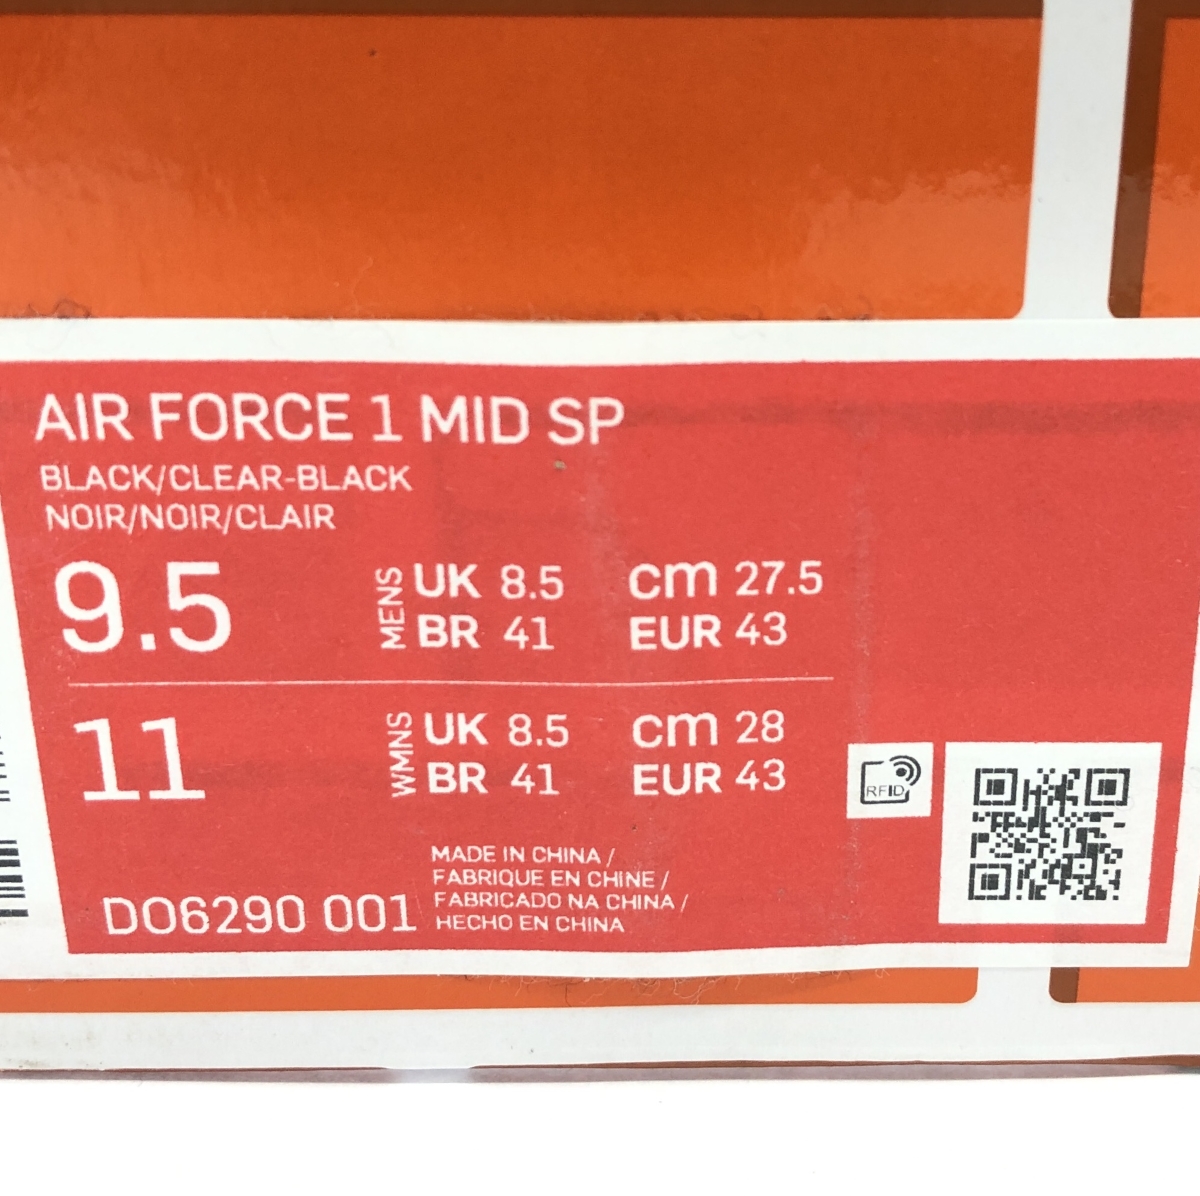 AIR FORCE 1 MID SP
BLACK/CLEAR-BLACK
NOIR/NOIR/CLAIR
9.5 MENS UK 8.5 cm 27.5
BR 41 EUR 43
11 WMNS UK 8.5 cm 28
BR 41 EUR 43
RFID
MADE IN CHINA /
FABRIQUE EN CHINE /
FABRICADO NA CHINA /
HECHO EN CHINA
DO6290 001